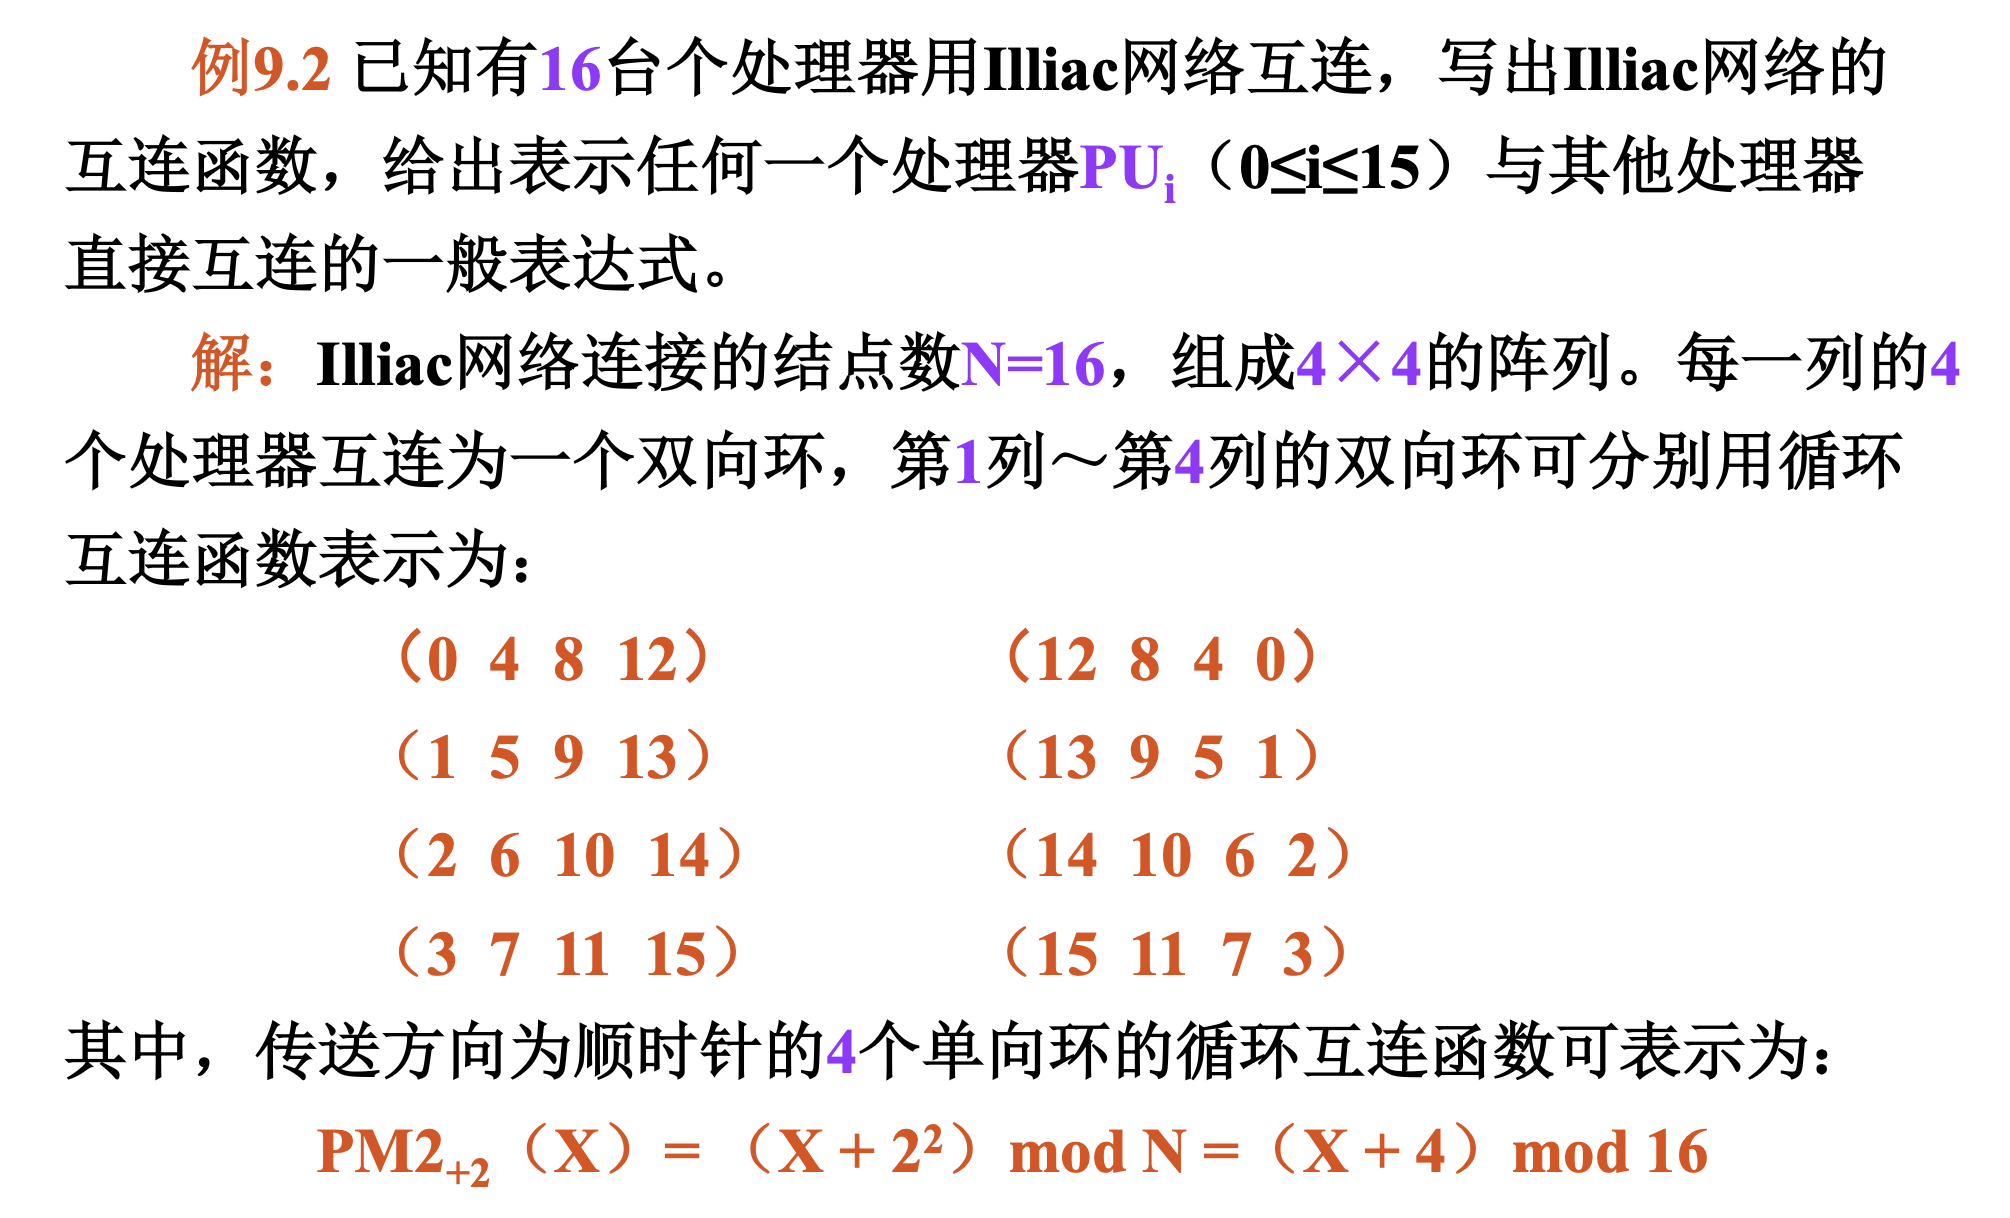 例9.2 已知有16台个处理器用Illiac网络互连，写出Illiac网络的
互连函数，给出表示任何一个处理器PUi（0≤i≤15）与其他处理器
直接互连的一般表达式。
解：Illiac网络连接的结点数N=16，组成4×4的阵列。每一列的4
个处理器互连为一个双向环，第1列～第4列的双向环可分别用循环
互连函数表示为：
（0 4 8 12） （12 8 4 0）
（1 5 9 13） （13 9 5 1）
（2 6 10 14） （14 10 6 2）
（3 7 11 15） （15 11 7 3）
其中，传送方向为顺时针的4个单向环的循环互连函数可表示为：
PM2+2（X）= （X + 2²）mod N =（X + 4）mod 16